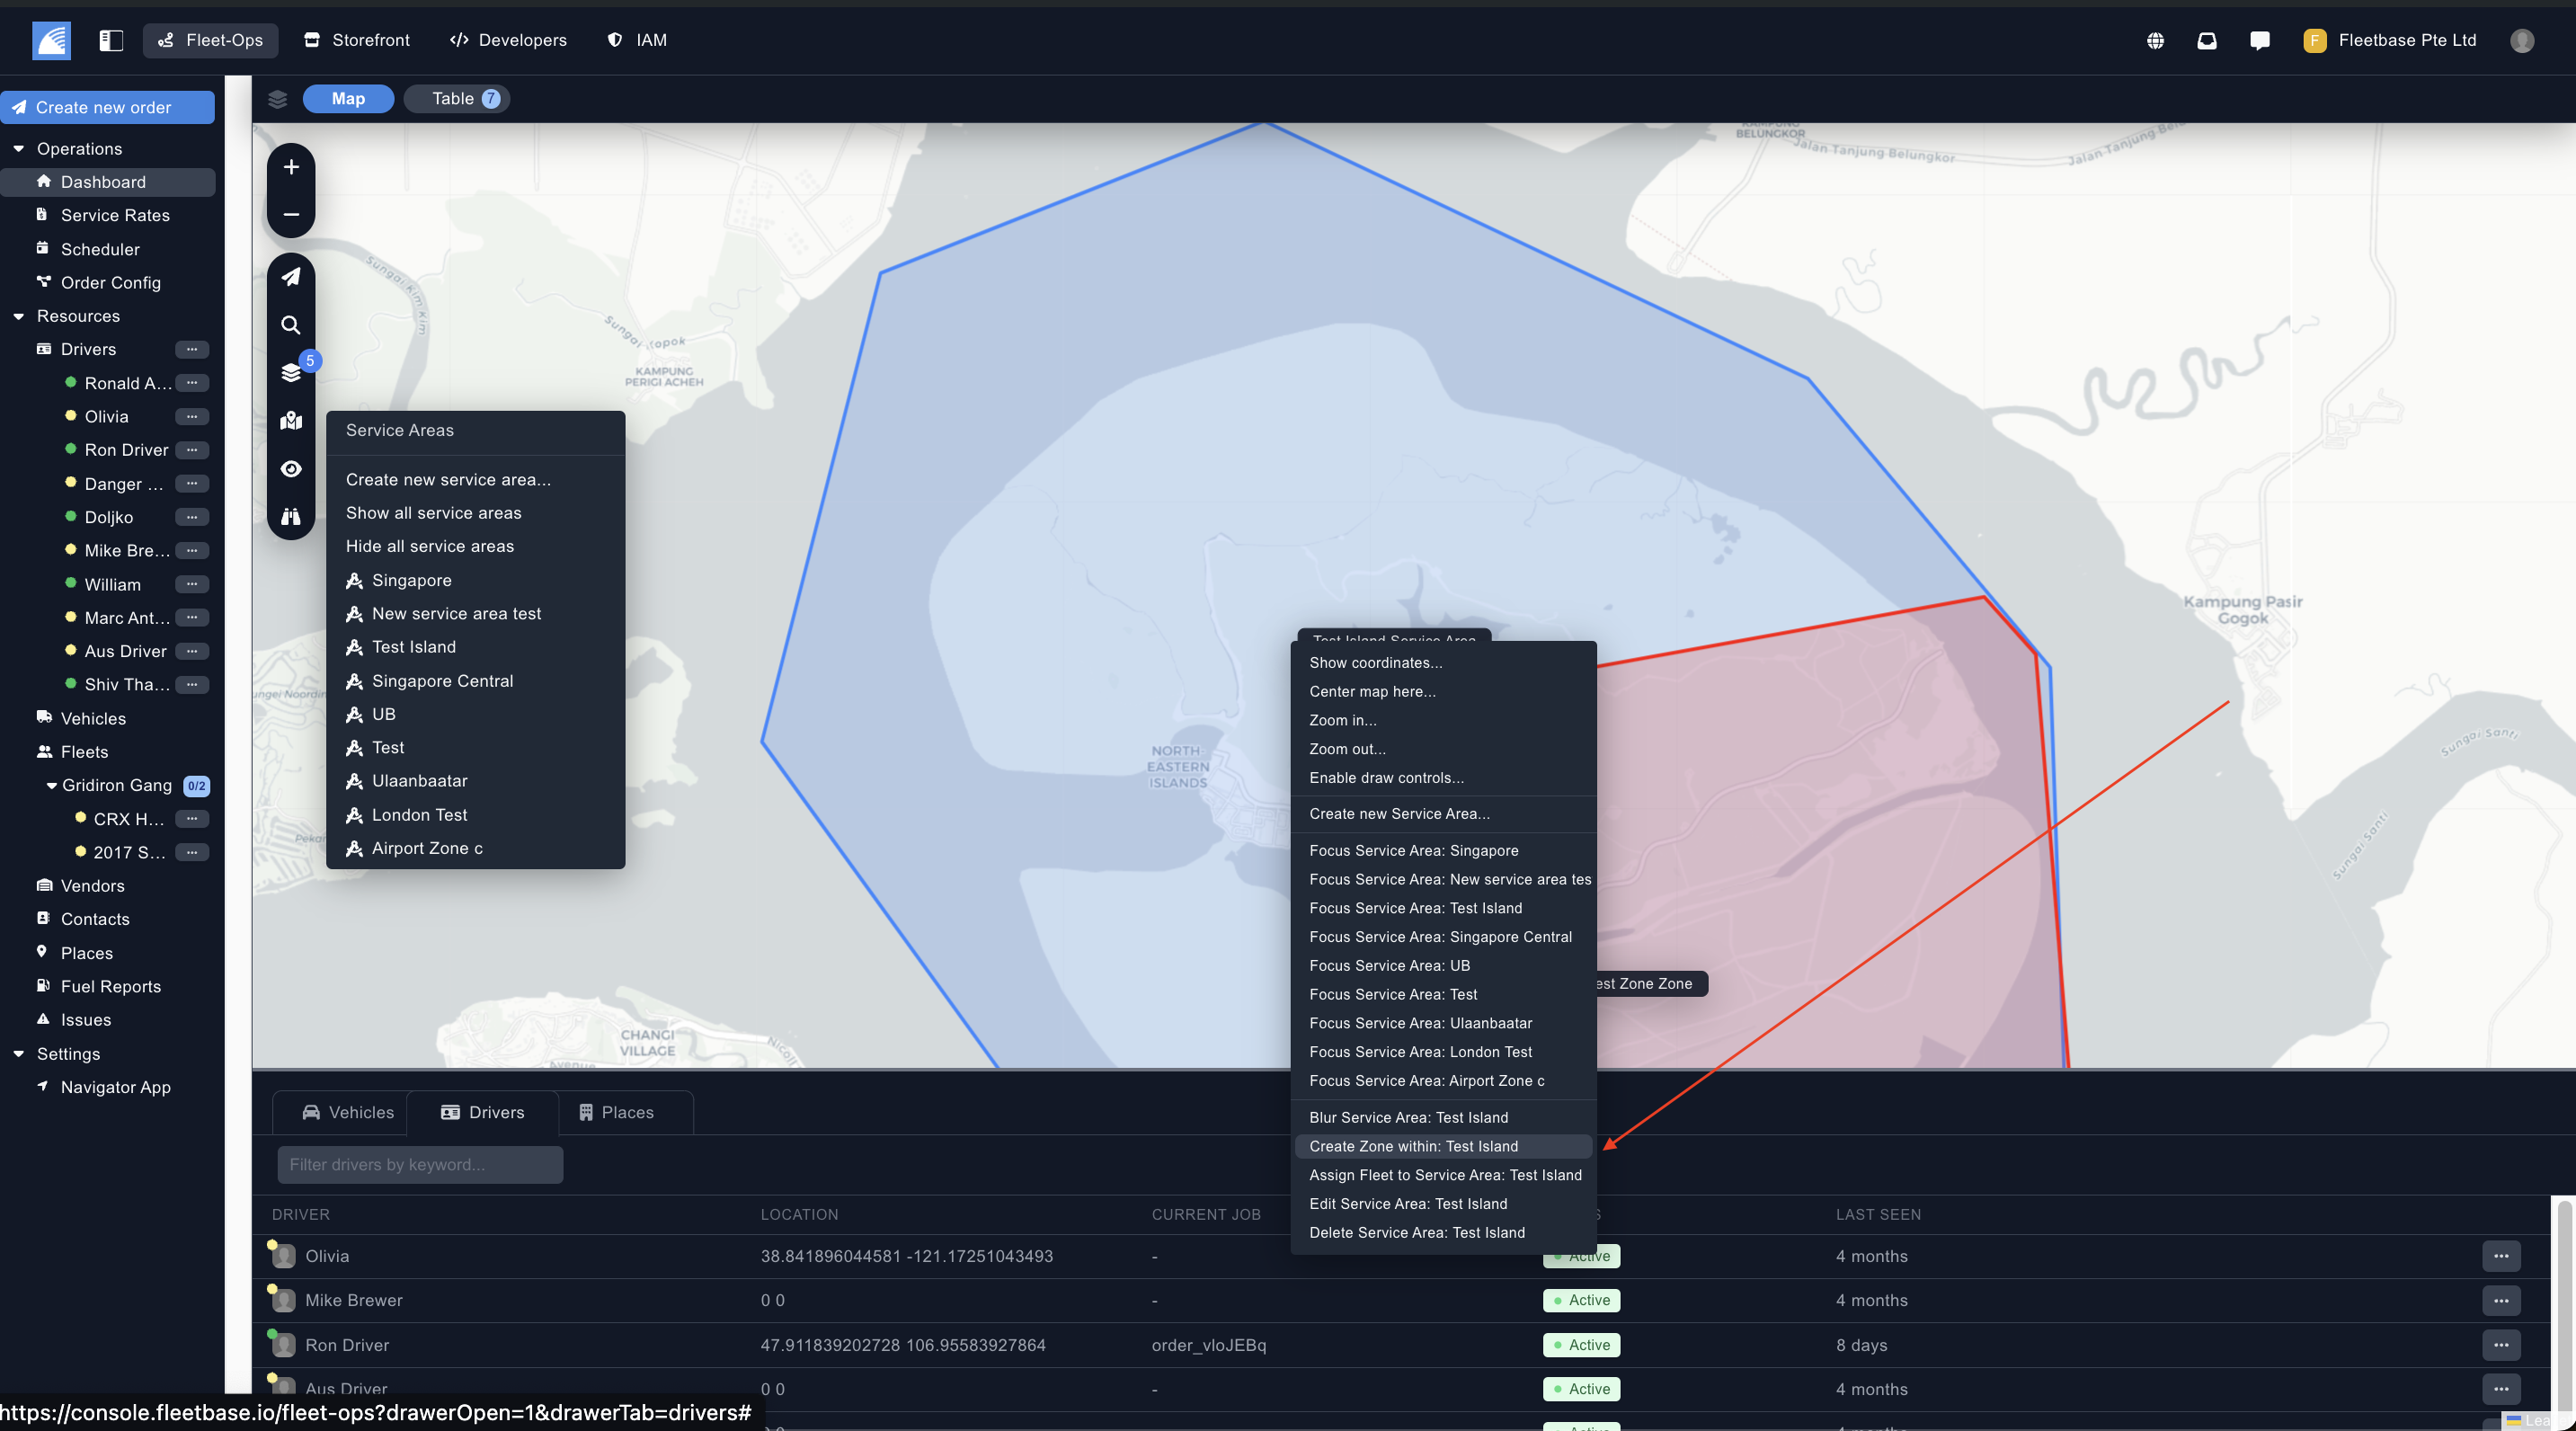 Fleet-Ops
Storefront
Developers
IAM
F
Fleetbase Pte Ltd
Create new order
Operations
Dashboard
Service Rates
Scheduler
Order Config
Resources
Drivers
Ronald A...
Olivia
Ron Driver
Danger ...
Doljko
Mike Bre...
William
Marc Ant...
Aus Driver
Shiv Tha...
Vehicles
Fleets
Gridiron Gang 0/2
CRX H...
2017 S...
Vendors
Contacts
Places
Fuel Reports
Issues
Settings
Navigator App
Map
Table 7
5
KAMPUNG
BELUNGKOR
Jalan Tanjung Belungkor
Sungai Kim Kim
KAMPUNG
PERIGI ACHEH
Kampung Pasir
Gogok
Sungai Santi
Sungai Santi
NORTH-
EASTERN
ISLANDS
CHANGI
VILLAGE
Avenue
Service Areas
Create new service area...
Show all service areas
Hide all service areas
Singapore
New service area test
Test Island
Singapore Central
UB
Test
Ulaanbaatar
London Test
Airport Zone c
Test Island Service Area
Show coordinates...
Center map here...
Zoom in...
Zoom out...
Enable draw controls...
Create new Service Area...
Focus Service Area: Singapore
Focus Service Area: New service area tes
Focus Service Area: Test Island
Focus Service Area: Singapore Central
Focus Service Area: UB
Focus Service Area: Test
Focus Service Area: Ulaanbaatar
Focus Service Area: London Test
Focus Service Area: Airport Zone c
Blur Service Area: Test Island
Create Zone within: Test Island
Assign Fleet to Service Area: Test Island
Edit Service Area: Test Island
Delete Service Area: Test Island
est Zone Zone
Vehicles
Drivers
Places
Filter drivers by keyword...
DRIVER LOCATION CURRENT JOB LAST SEEN
Olivia 38.841896044581 -121.17251043493 - Active 4 months
Mike Brewer 0 0 - Active 4 months
Ron Driver 47.911839202728 106.95583927864 order_vIoJEBq Active 8 days
Aus Driver 0 0 - Active 4 months
https://console.fleetbase.io/fleet-ops?drawerOpen=1&drawerTab=drivers#